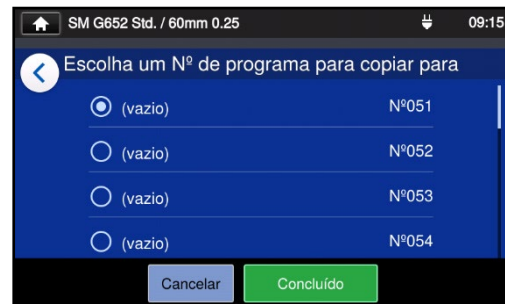 SM G652 Std. / 60mm 0.25 09:15
Escolha um Nº de programa para copiar para
(vazio) Nº051
(vazio) Nº052
(vazio) Nº053
(vazio) Nº054
Cancelar Concluído